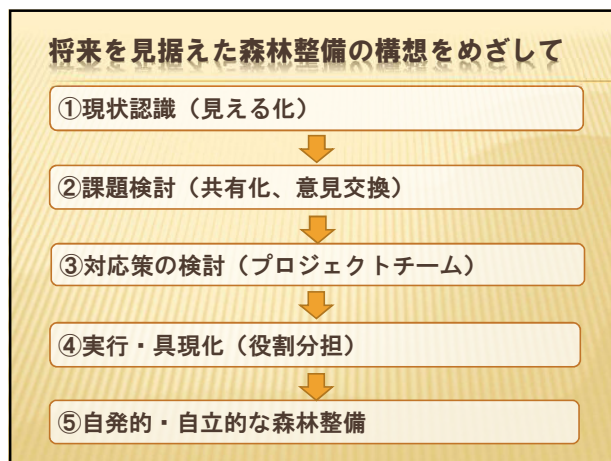 将来を見据えた森林整備の構想をめざして
①現状認識（見える化）
②課題検討（共有化、意見交換）
③対応策の検討（プロジェクトチーム）
④実行・具現化（役割分担）
⑤自発的・自立的な森林整備